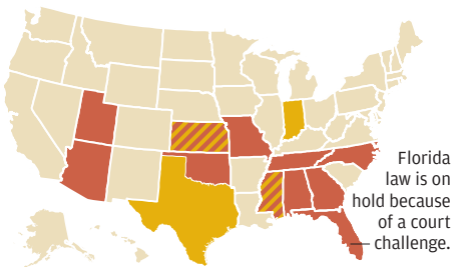 Florida
law is on
hold because
of a court
challenge.